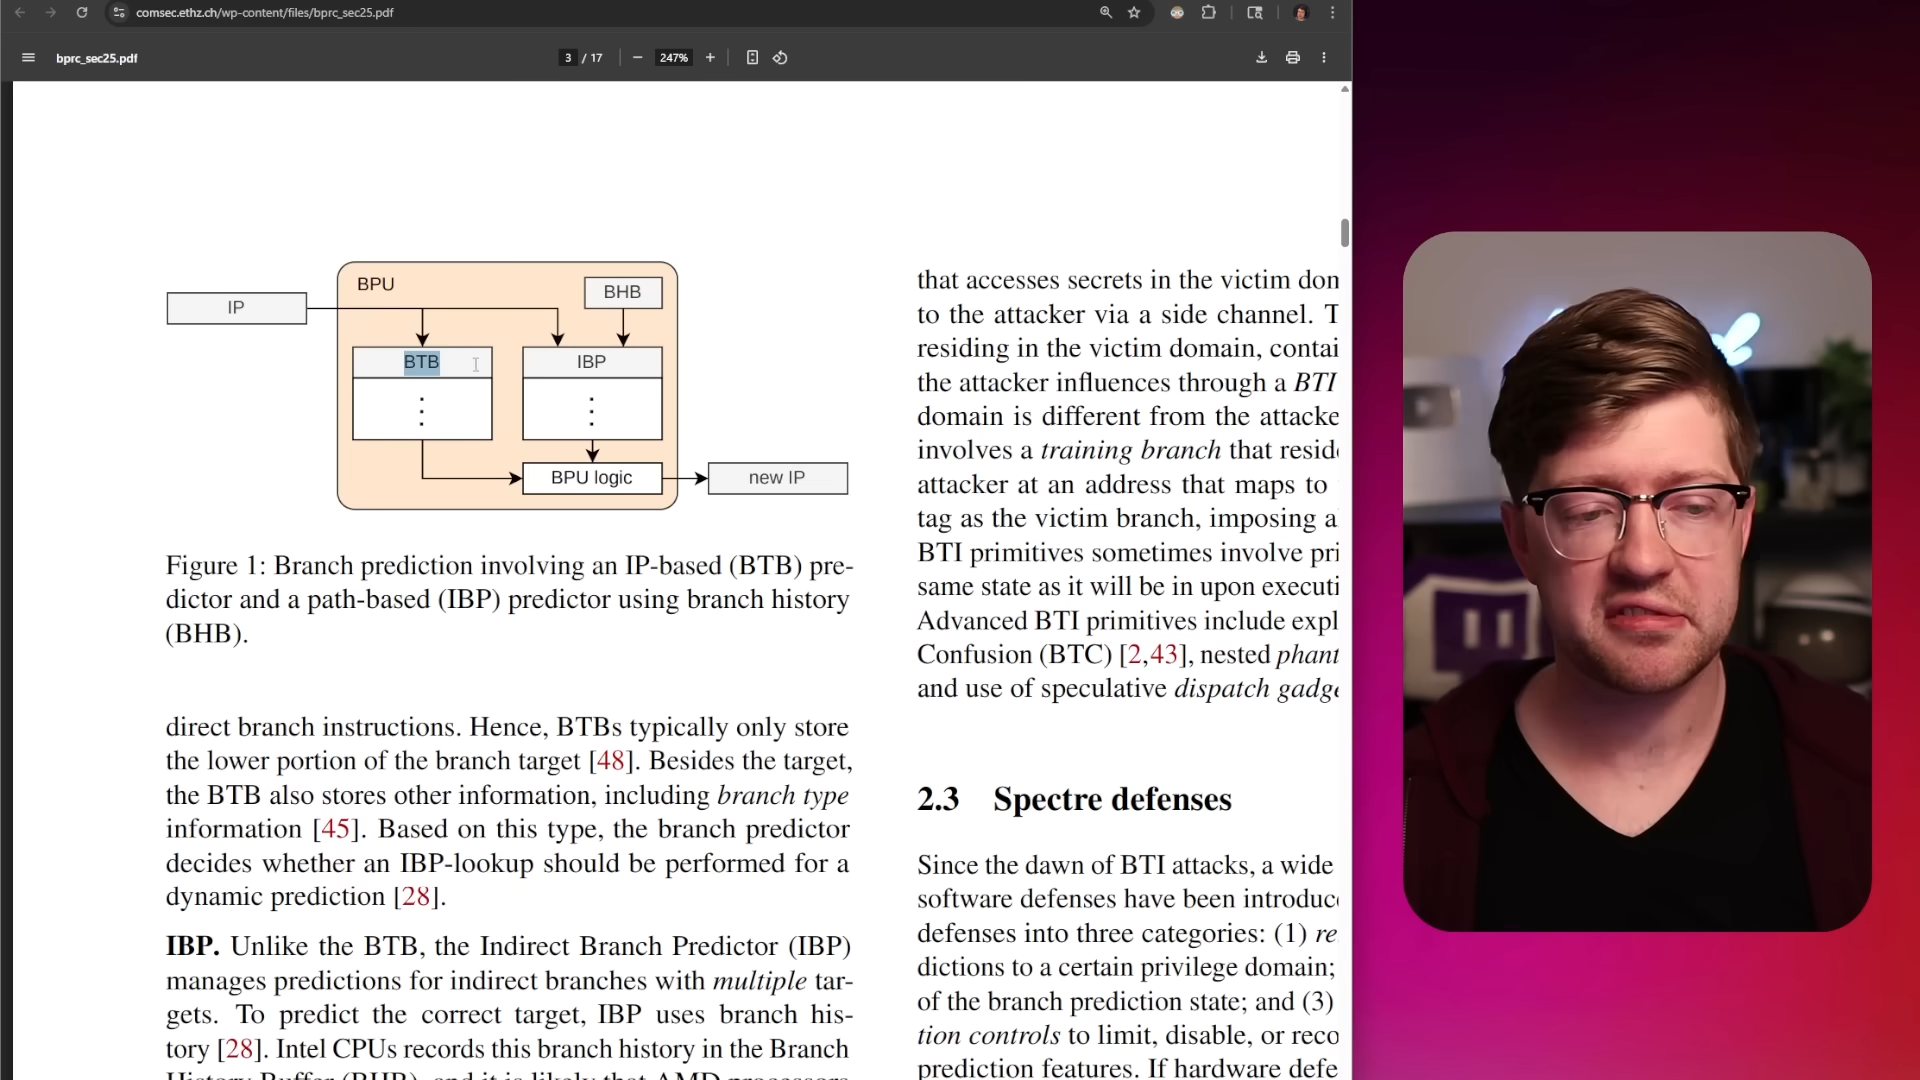 comsec.ethz.ch/wp-content/files/bprc_sec25.pdf
bprc_sec25.pdf
3 / 17
247%
IP
BPU
BHB
BTB
IBP
BPU logic
new IP
Figure 1: Branch prediction involving an IP-based (BTB) pre-
dictor and a path-based (IBP) predictor using branch history
(BHB).
direct branch instructions. Hence, BTBs typically only store
the lower portion of the branch target [48]. Besides the target,
the BTB also stores other information, including branch type
information [45]. Based on this type, the branch predictor
decides whether an IBP-lookup should be performed for a
dynamic prediction [28].
IBP. Unlike the BTB, the Indirect Branch Predictor (IBP)
manages predictions for indirect branches with multiple tar-
gets. To predict the correct target, IBP uses branch his-
tory [28]. Intel CPUs records this branch history in the Branch
History Buffer (BHB), and it is likely that AMD processors
that accesses secrets in the victim dom
to the attacker via a side channel. T
residing in the victim domain, contai
the attacker influences through a BTI
domain is different from the attacke
involves a training branch that reside
attacker at an address that maps to
tag as the victim branch, imposing a
BTI primitives sometimes involve pri
same state as it will be in upon executi
Advanced BTI primitives include expl
Confusion (BTC) [2,43], nested phant
and use of speculative dispatch gadge
2.3 Spectre defenses
Since the dawn of BTI attacks, a wide
software defenses have been introduc
defenses into three categories: (1) re
dictions to a certain privilege domain;
of the branch prediction state; and (3)
tion controls to limit, disable, or reco
prediction features. If hardware defe